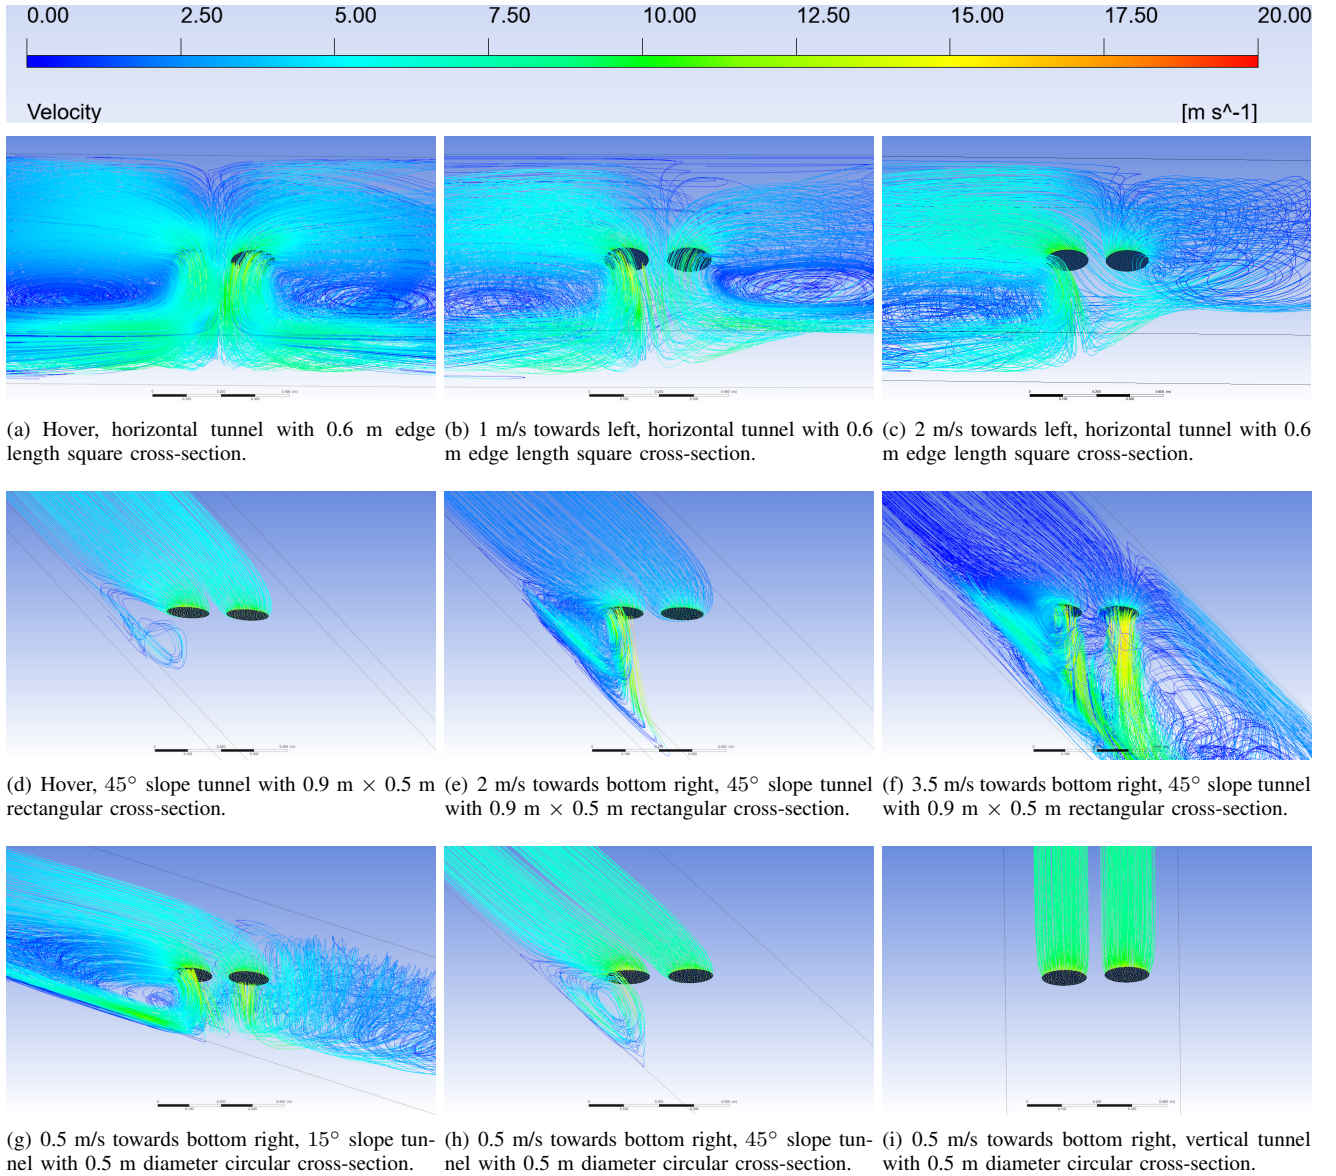 0.00 2.50 5.00 7.50 10.00 12.50 15.00 17.50 20.00
Velocity [m s^-1]
(a) Hover, horizontal tunnel with 0.6 m edge
length square cross-section.
(b) 1 m/s towards left, horizontal tunnel with 0.6
m edge length square cross-section.
(c) 2 m/s towards left, horizontal tunnel with 0.6
m edge length square cross-section.
(d) Hover, 45° slope tunnel with 0.9 m × 0.5 m
rectangular cross-section.
(e) 2 m/s towards bottom right, 45° slope tunnel
with 0.9 m × 0.5 m rectangular cross-section.
(f) 3.5 m/s towards bottom right, 45° slope tunnel
with 0.9 m × 0.5 m rectangular cross-section.
(g) 0.5 m/s towards bottom right, 15° slope tun-
nel with 0.5 m diameter circular cross-section.
(h) 0.5 m/s towards bottom right, 45° slope tun-
nel with 0.5 m diameter circular cross-section.
(i) 0.5 m/s towards bottom right, vertical tunnel
with 0.5 m diameter circular cross-section.